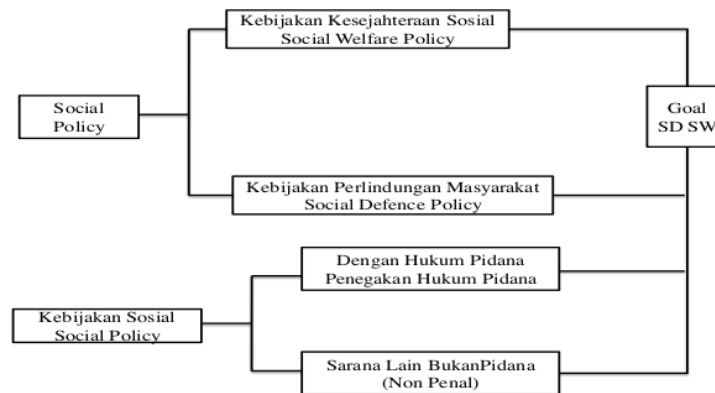 Kebijakan Kesejahteraan Sosial
Social Welfare Policy
Social
Policy
Goal
SD SW
Kebijakan Perlindungan Masyarakat
Social Defence Policy
Dengan Hukum Pidana
Penegakan Hukum Pidana
Kebijakan Sosial
Social Policy
Sarana Lain BukanPidana
(Non Penal)